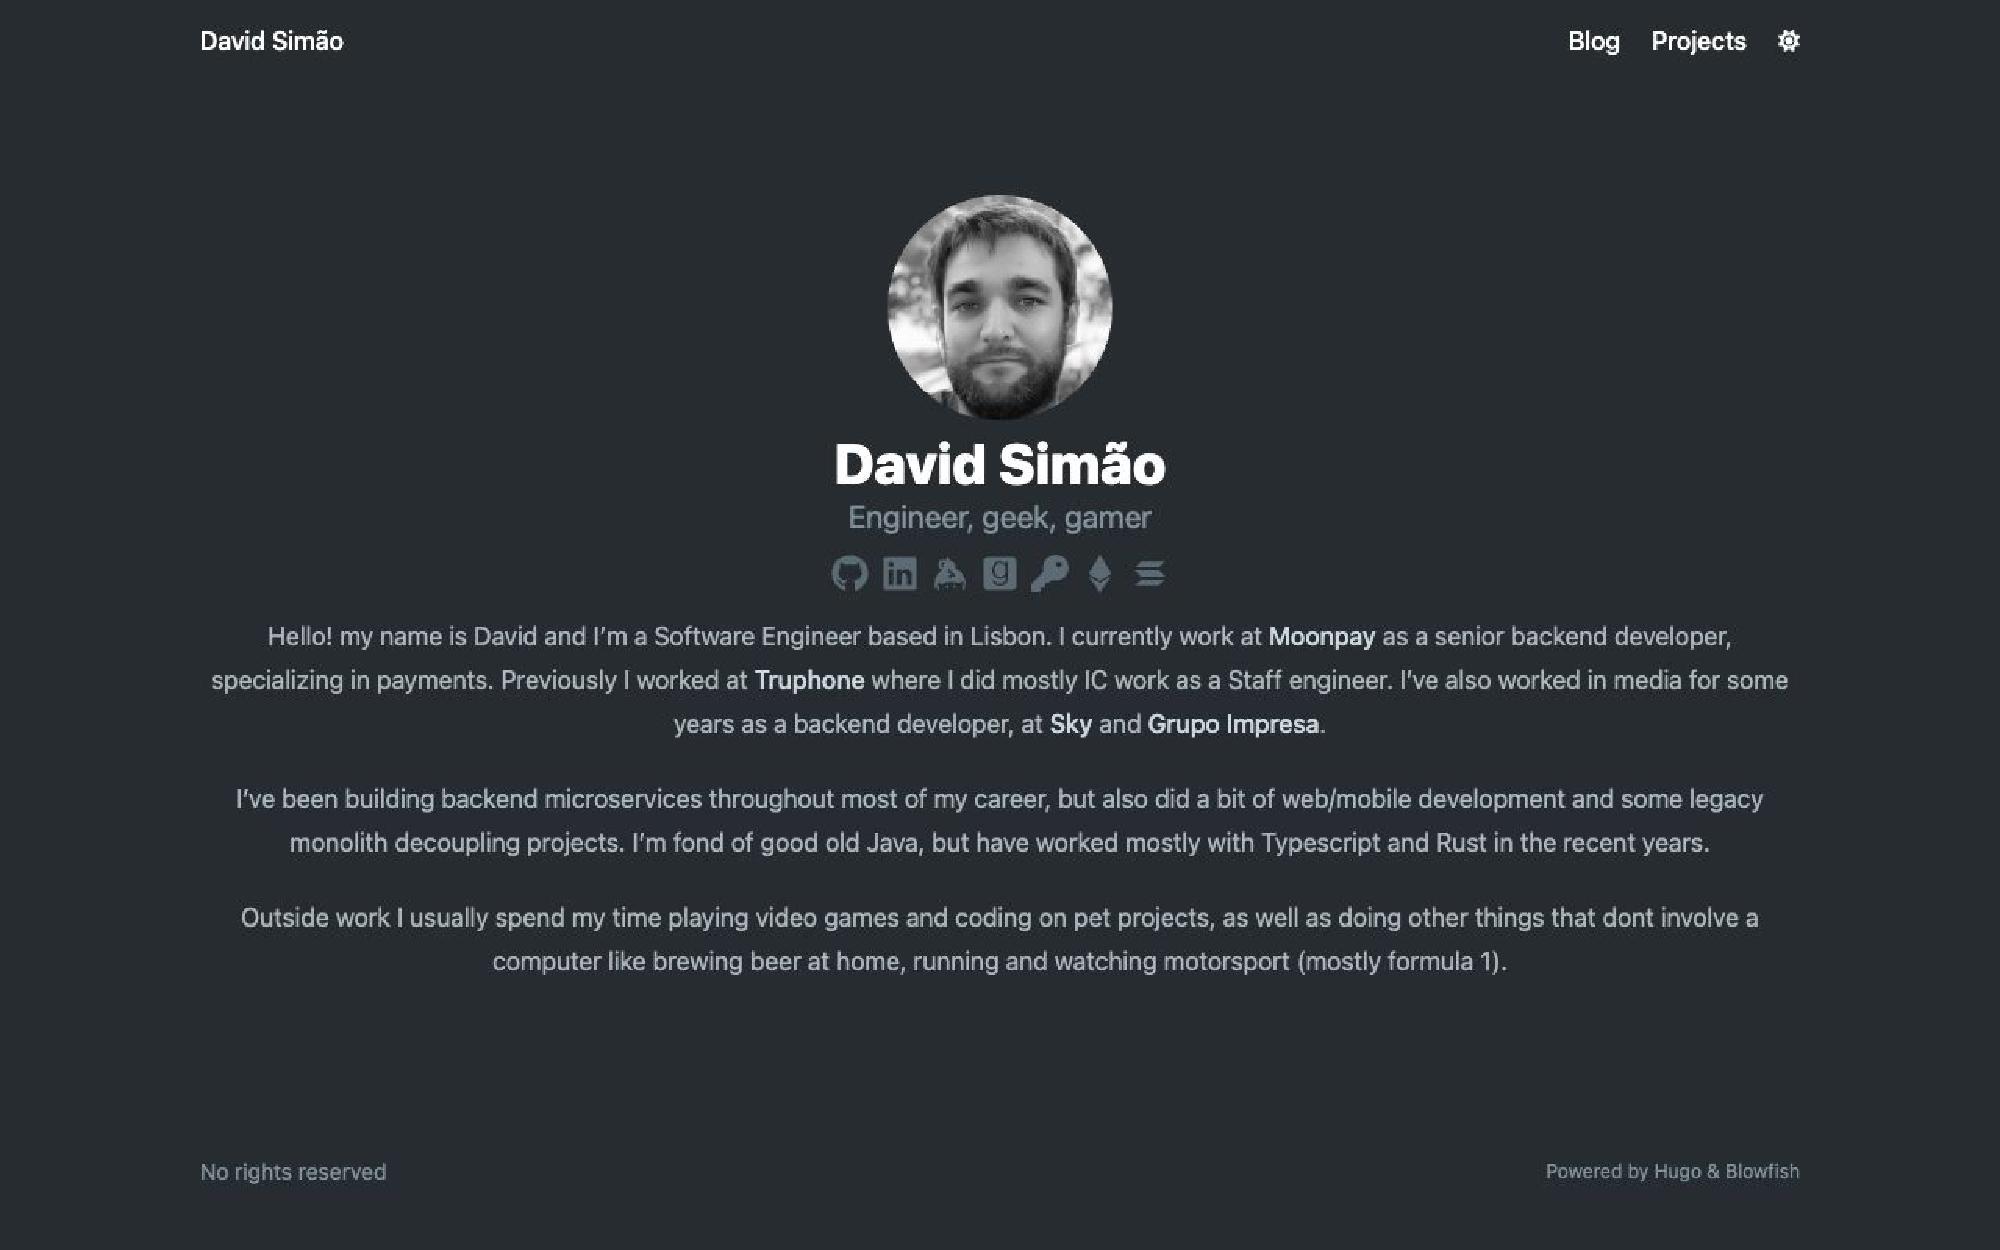 David Simão
Blog Projects
David Simão
Engineer, geek, gamer
Hello! my name is David and I’m a Software Engineer based in Lisbon. I currently work at Moonpay as a senior backend developer,
specializing in payments. Previously I worked at Truphone where I did mostly IC work as a Staff engineer. I’ve also worked in media for some
years as a backend developer, at Sky and Grupo Impresa.
I’ve been building backend microservices throughout most of my career, but also did a bit of web/mobile development and some legacy
monolith decoupling projects. I’m fond of good old Java, but have worked mostly with Typescript and Rust in the recent years.
Outside work I usually spend my time playing video games and coding on pet projects, as well as doing other things that dont involve a
computer like brewing beer at home, running and watching motorsport (mostly formula 1).
No rights reserved
Powered by Hugo & Blowfish